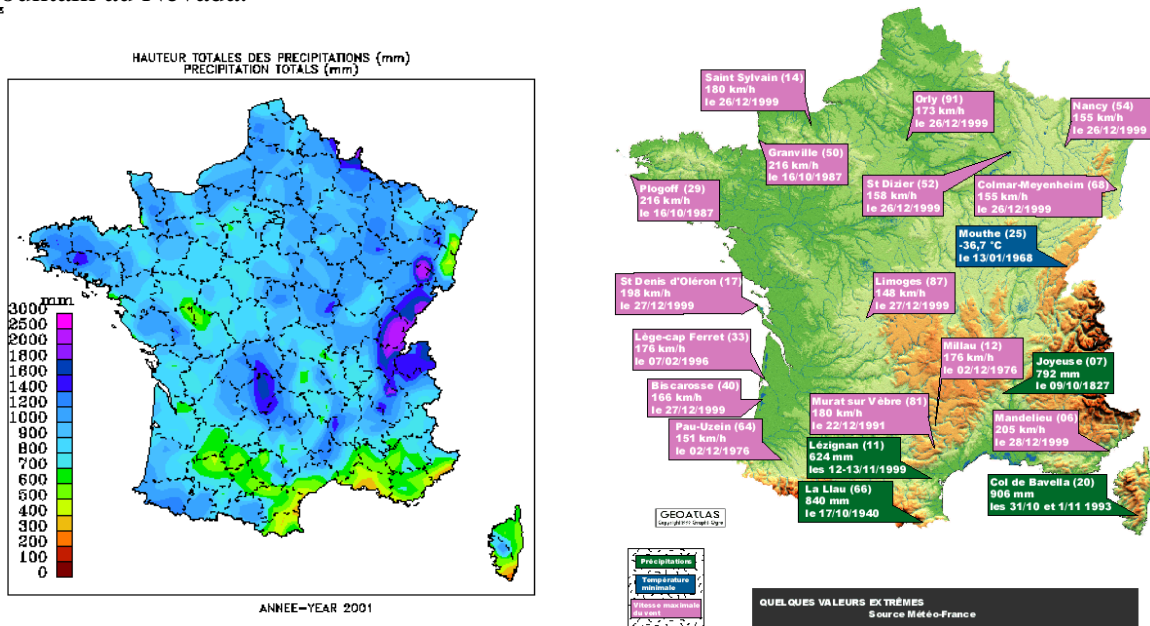 HAUTEUR TOTALES DES PRECIPITATIONS (mm)
PRECIPITATION TOTALS (mm)
mm
3000
2500
2000
1800
1400
1200
1000
900
800
700
600
500
400
300
200
100
0
ANNEE-YEAR 2001
Saint Sylvain (14)
180 km/h
le 26/12/1999
Orly (91)
173 km/h
le 26/12/1999
Nancy (54)
155 km/h
le 26/12/1999
Granville (50)
216 km/h
le 16/10/1987
Plogoff (29)
216 km/h
le 16/10/1987
St Dizier (52)
158 km/h
le 26/12/1999
Colmar-Meyenheim (68)
155 km/h
le 26/12/1999
Mouthe (25)
-36,7 °C
le 13/01/1968
St Denis d'Oléron (17)
198 km/h
le 27/12/1999
Limoges (87)
148 km/h
le 27/12/1999
Lège-cap Ferret (33)
176 km/h
le 07/02/1996
Millau (12)
176 km/h
le 02/12/1976
Joyeuse (07)
792 mm
le 09/10/1827
Biscarosse (40)
166 km/h
le 27/12/1999
Murat sur Vèbre (81)
180 km/h
le 22/12/1991
Mandelieu (06)
205 km/h
le 28/12/1999
Pau-Uzein (64)
151 km/h
le 02/12/1976
Lézignan (11)
624 mm
les 12-13/11/1999
La Llau (66)
840 mm
le 17/10/1940
Col de Bavella (20)
906 mm
les 31/10 et 1/11 1993
GEOATLAS
Précipitations
Température
minimale
Vitesse maximale
du vent
QUELQUES VALEURS EXTRÊMES
Source Météo-France